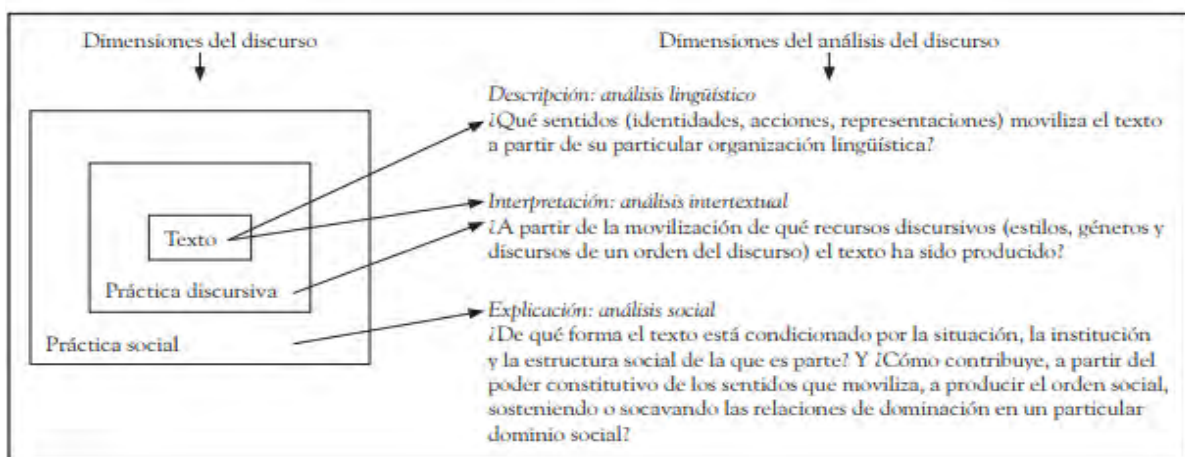 Dimensiones del discurso
Dimensiones del análisis del discurso
Texto
Práctica discursiva
Práctica social
Descripción: análisis lingüístico
¿Qué sentidos (identidades, acciones, representaciones) moviliza el texto
a partir de su particular organización lingüística?
Interpretación: análisis intertextual
¿A partir de la movilización de qué recursos discursivos (estilos, géneros y
discursos de un orden del discurso) el texto ha sido producido?
Explicación: análisis social
¿De qué forma el texto está condicionado por la situación, la institución
y la estructura social de la que es parte? Y ¿Cómo contribuye, a partir del
poder constitutivo de los sentidos que moviliza, a producir el orden social,
sosteniendo o socavando las relaciones de dominación en un particular
dominio social?